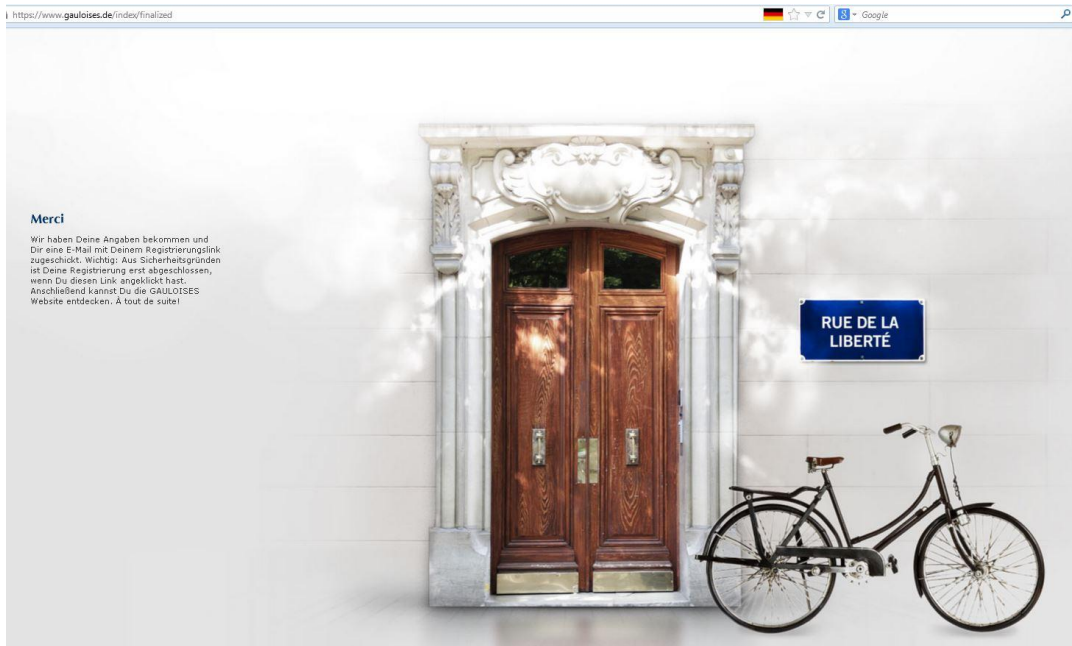 https://www.gauloises.de/index/finalized
Google
Merci
Wir haben Deine Angaben bekommen und
Dir eine E-Mail mit Deinem Registrierungslink
zugeschickt. Wichtig: Aus Sicherheitsgründen
ist Deine Registrierung erst abgeschlossen,
wenn Du diesen Link angeklickt hast.
Anschließend kannst Du die GAULOISES
Website entdecken. À tout de suite!
RUE DE LA
LIBERTÉ